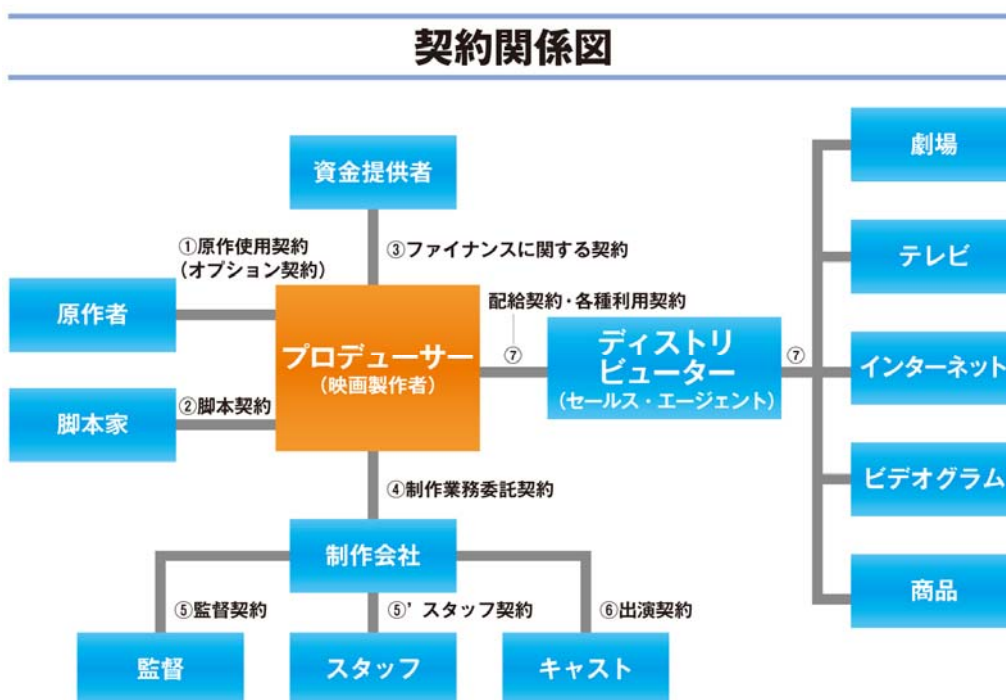 契約関係図
資金提供者
①原作使用契約
(オプション契約)
③ファイナンスに関する契約
原作者
プロデューサー
(映画製作者)
配給契約・各種利用契約
⑦
ディストリ
ビューター
(セールス・エージェント)
⑦
脚本家
②脚本契約
④制作業務委託契約
制作会社
⑤監督契約
⑤’スタッフ契約
⑥出演契約
監督
スタッフ
キャスト
劇場
テレビ
インターネット
ビデオグラム
商品